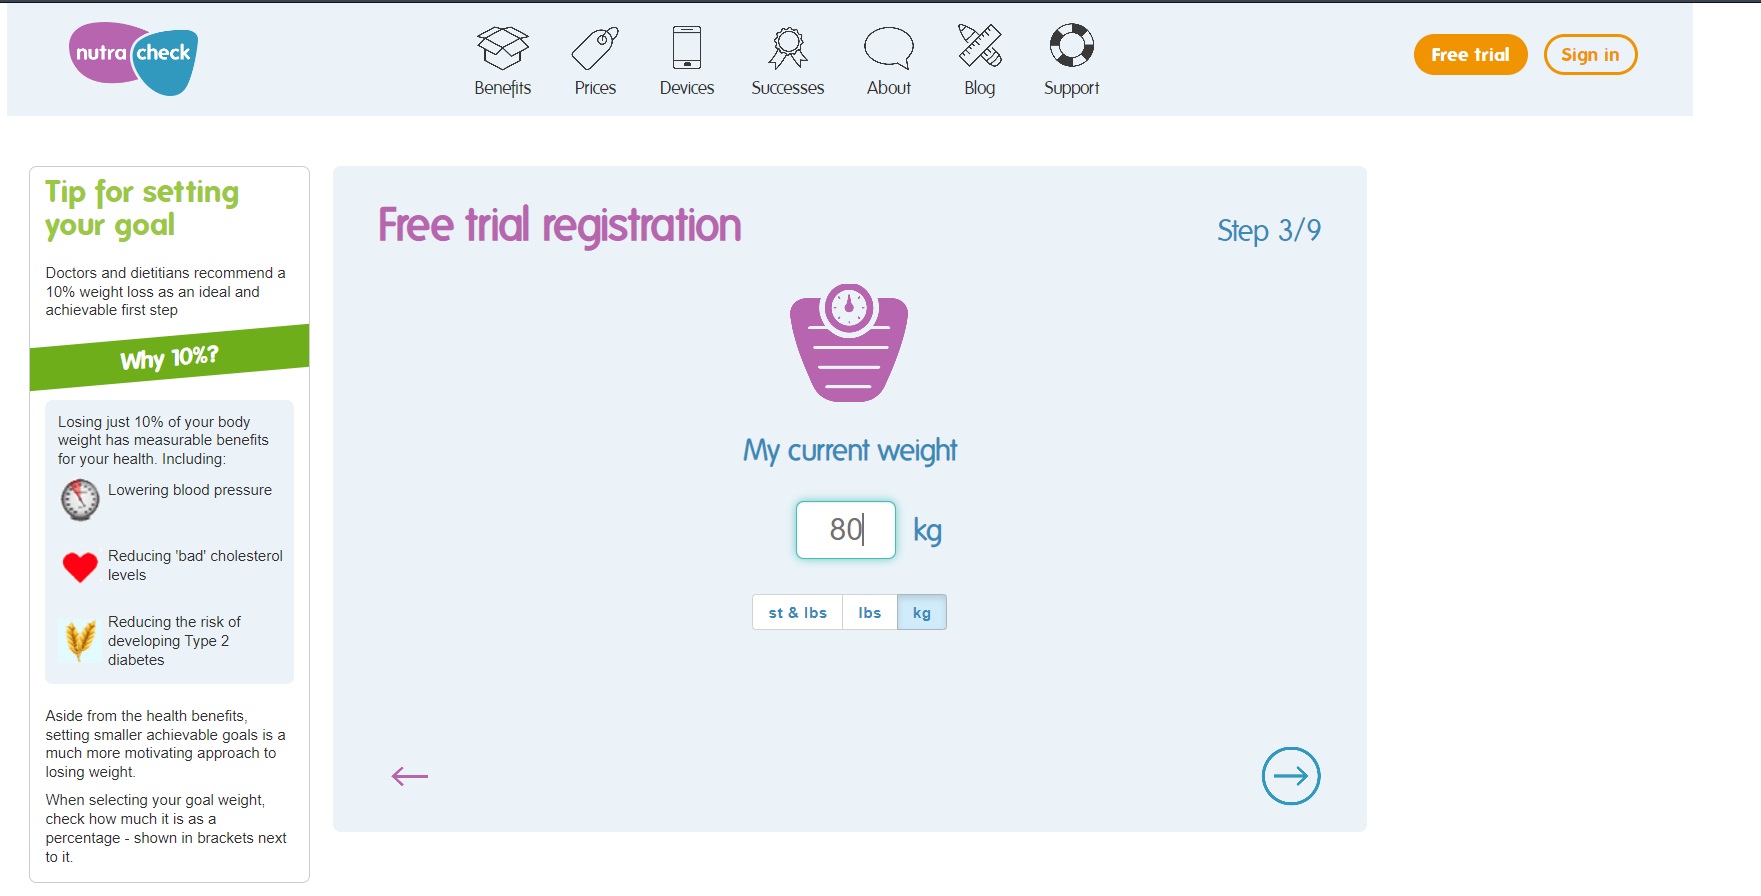 nutra check
Benefits
Prices
Devices
Successes
About
Blog
Support
Free trial
Sign in
Tip for setting
your goal
Doctors and dietitians recommend a
10% weight loss as an ideal and
achievable first step
Why 10%?
Losing just 10% of your body
weight has measurable benefits
for your health. Including:
Lowering blood pressure
Reducing 'bad' cholesterol
levels
Reducing the risk of
developing Type 2
diabetes
Aside from the health benefits,
setting smaller achievable goals is a
much more motivating approach to
losing weight.
When selecting your goal weight,
check how much it is as a
percentage - shown in brackets next
to it.
Free trial registration
Step 3/9
My current weight
80 kg
st & lbs
lbs
kg